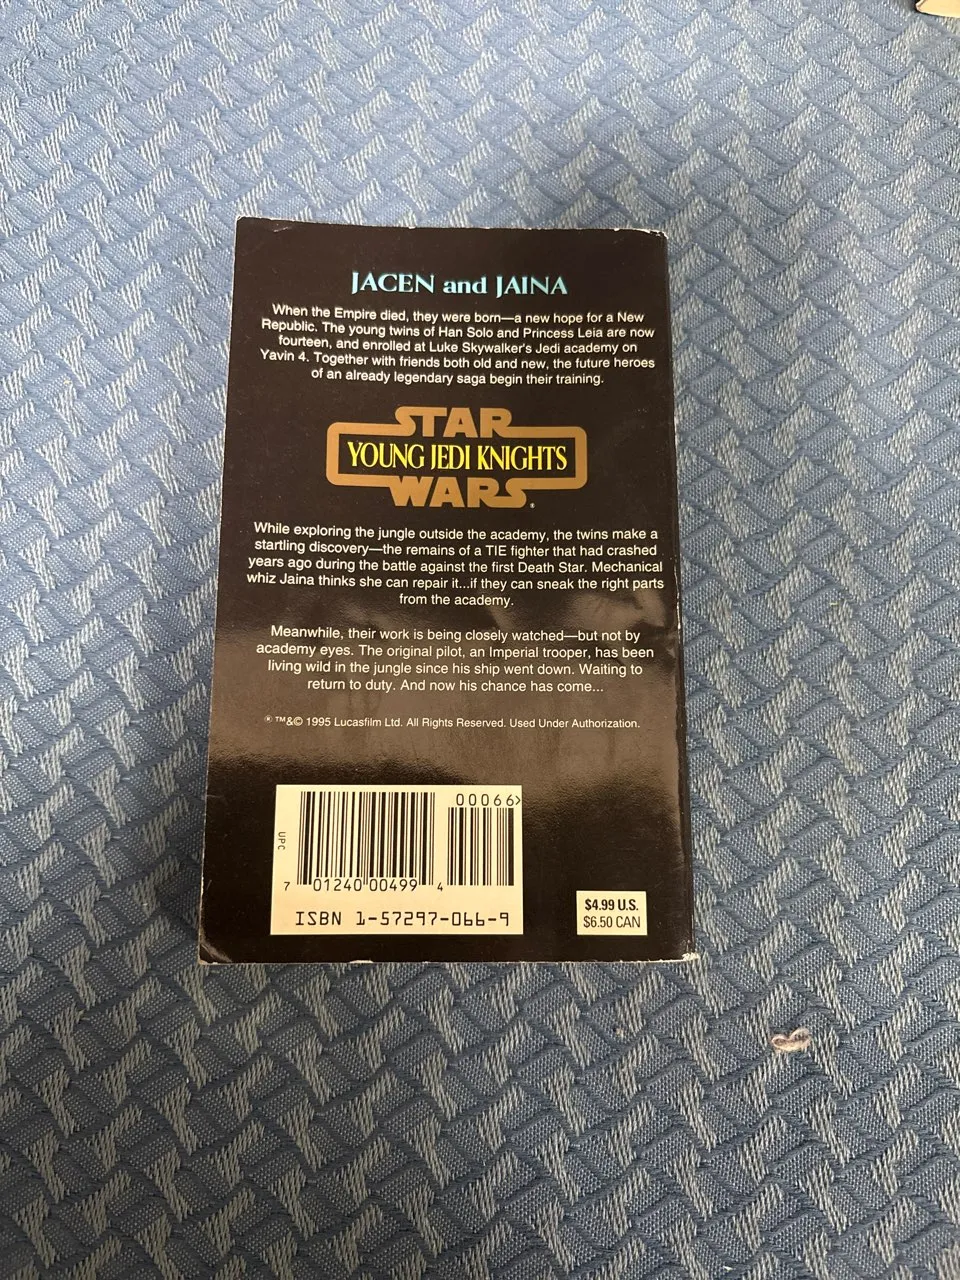 JACEN and JAINA
When the Empire died, they were born—a new hope for a New
Republic. The young twins of Han Solo and Princess Leia are now
fourteen, and enrolled at Luke Skywalker's Jedi academy on
Yavin 4. Together with friends both old and new, the future heroes
of an already legendary saga begin their training.
STAR
YOUNG JEDI KNIGHTS
WARS®
While exploring the jungle outside the academy, the twins make a
startling discovery—the remains of a TIE fighter that had crashed
years ago during the battle against the first Death Star. Mechanical
whiz Jaina thinks she can repair it...if they can sneak the right parts
from the academy.
Meanwhile, their work is being closely watched—but not by
academy eyes. The original pilot, an Imperial trooper, has been
living wild in the jungle since his ship went down. Waiting to
return to duty. And now his chance has come...
® ™&© 1995 Lucasfilm Ltd. All Rights Reserved. Used Under Authorization.
00066>
UPC
7 01240 00499 4
ISBN 1-57297-066-9
$4.99 U.S.
$6.50 CAN